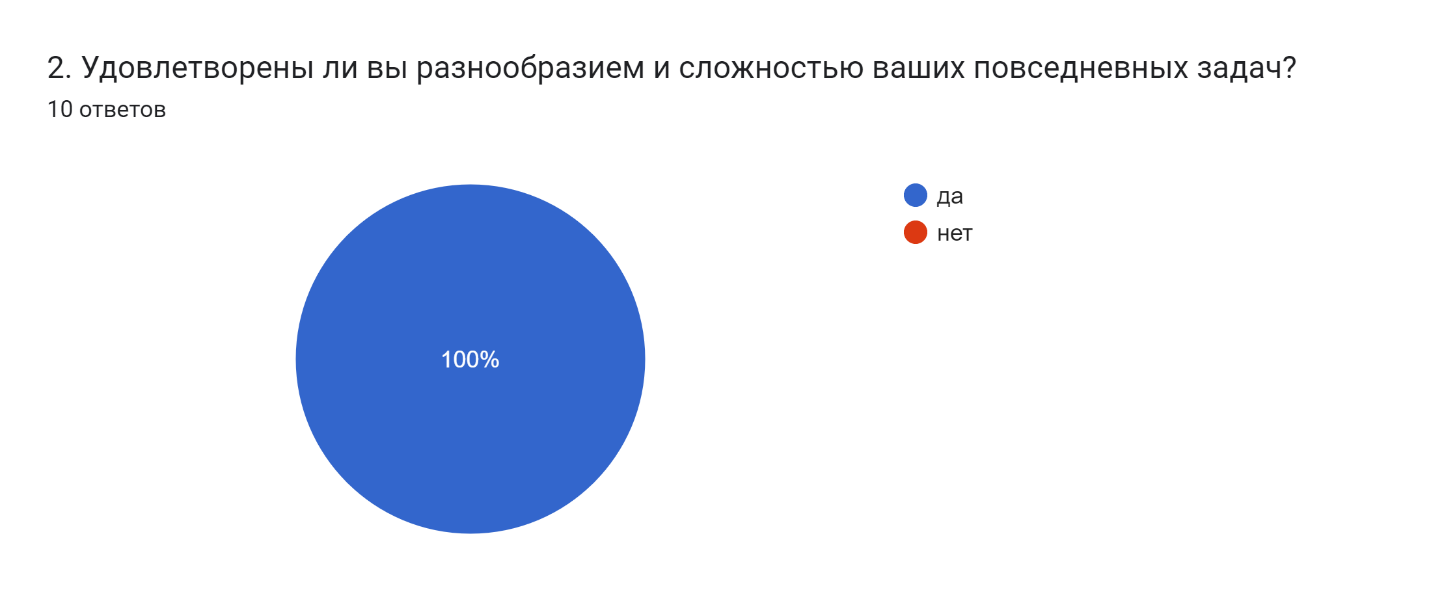 2. Удовлетворены ли вы разнообразием и сложностью ваших повседневных задач?
10 ответов
да
нет
100%